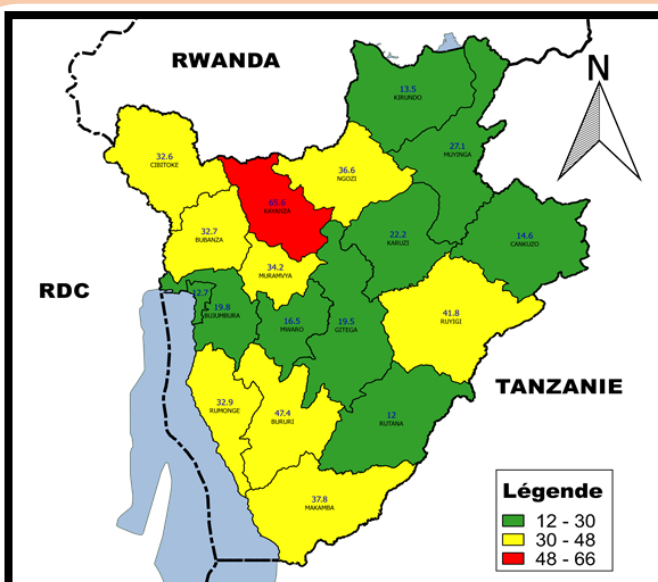 RWANDA
N
13.5
KIRUNDO
27.1
MUYINGA
32.6
CIBITOKE
36.6
NGOZI
65.6
KAYANZA
32.7
BUBANZA
22.2
KARUZI
14.6
CANKUZO
34.2
MURAMVYA
RDC
12.7
19.8
BUJUMBURA
16.5
MWARO
19.5
GITEGA
41.8
RUYIGI
TANZANIE
32.9
RUMONGE
47.4
BURURI
12
RUTANA
37.8
MAKAMBA
Légende
12 - 30
30 - 48
48 - 66